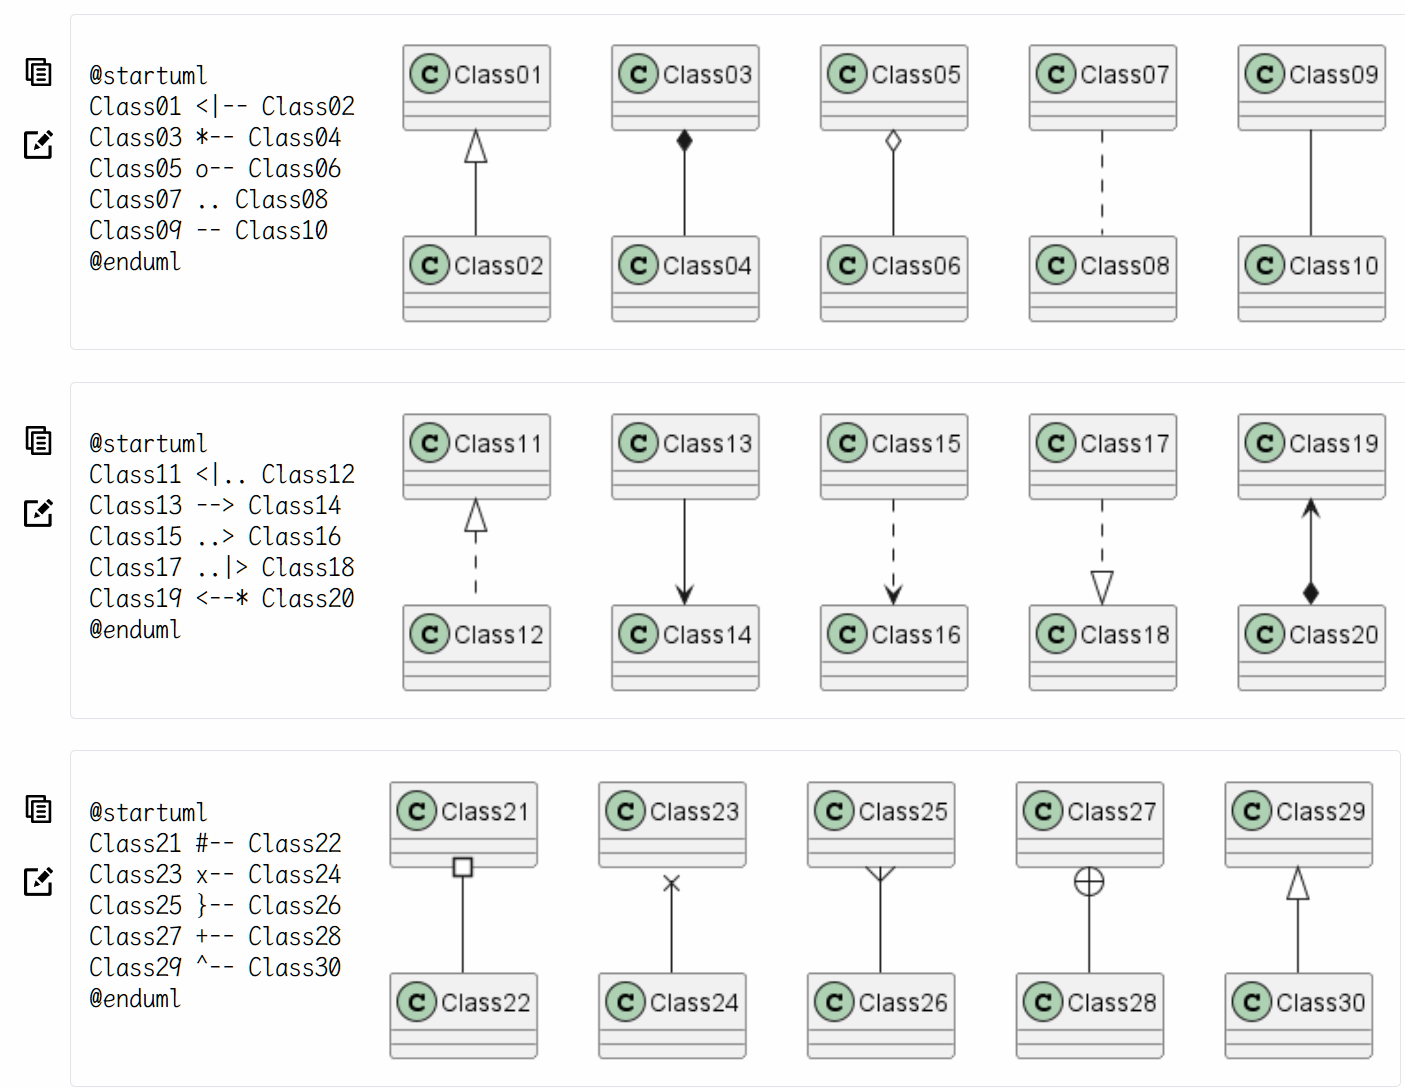 @startuml
Class01 <|-- Class02
Class03 *-- Class04
Class05 o-- Class06
Class07 .. Class08
Class09 -- Class10
@enduml
C Class01
C Class03
C Class05
C Class07
C Class09
C Class02
C Class04
C Class06
C Class08
C Class10
@startuml
Class11 <|.. Class12
Class13 --> Class14
Class15 ..> Class16
Class17 ..|> Class18
Class19 <--* Class20
@enduml
C Class11
C Class13
C Class15
C Class17
C Class19
C Class12
C Class14
C Class16
C Class18
C Class20
@startuml
Class21 #-- Class22
Class23 x-- Class24
Class25 }-- Class26
Class27 +-- Class28
Class29 ^-- Class30
@enduml
C Class21
C Class23
C Class25
C Class27
C Class29
C Class22
C Class24
C Class26
C Class28
C Class30